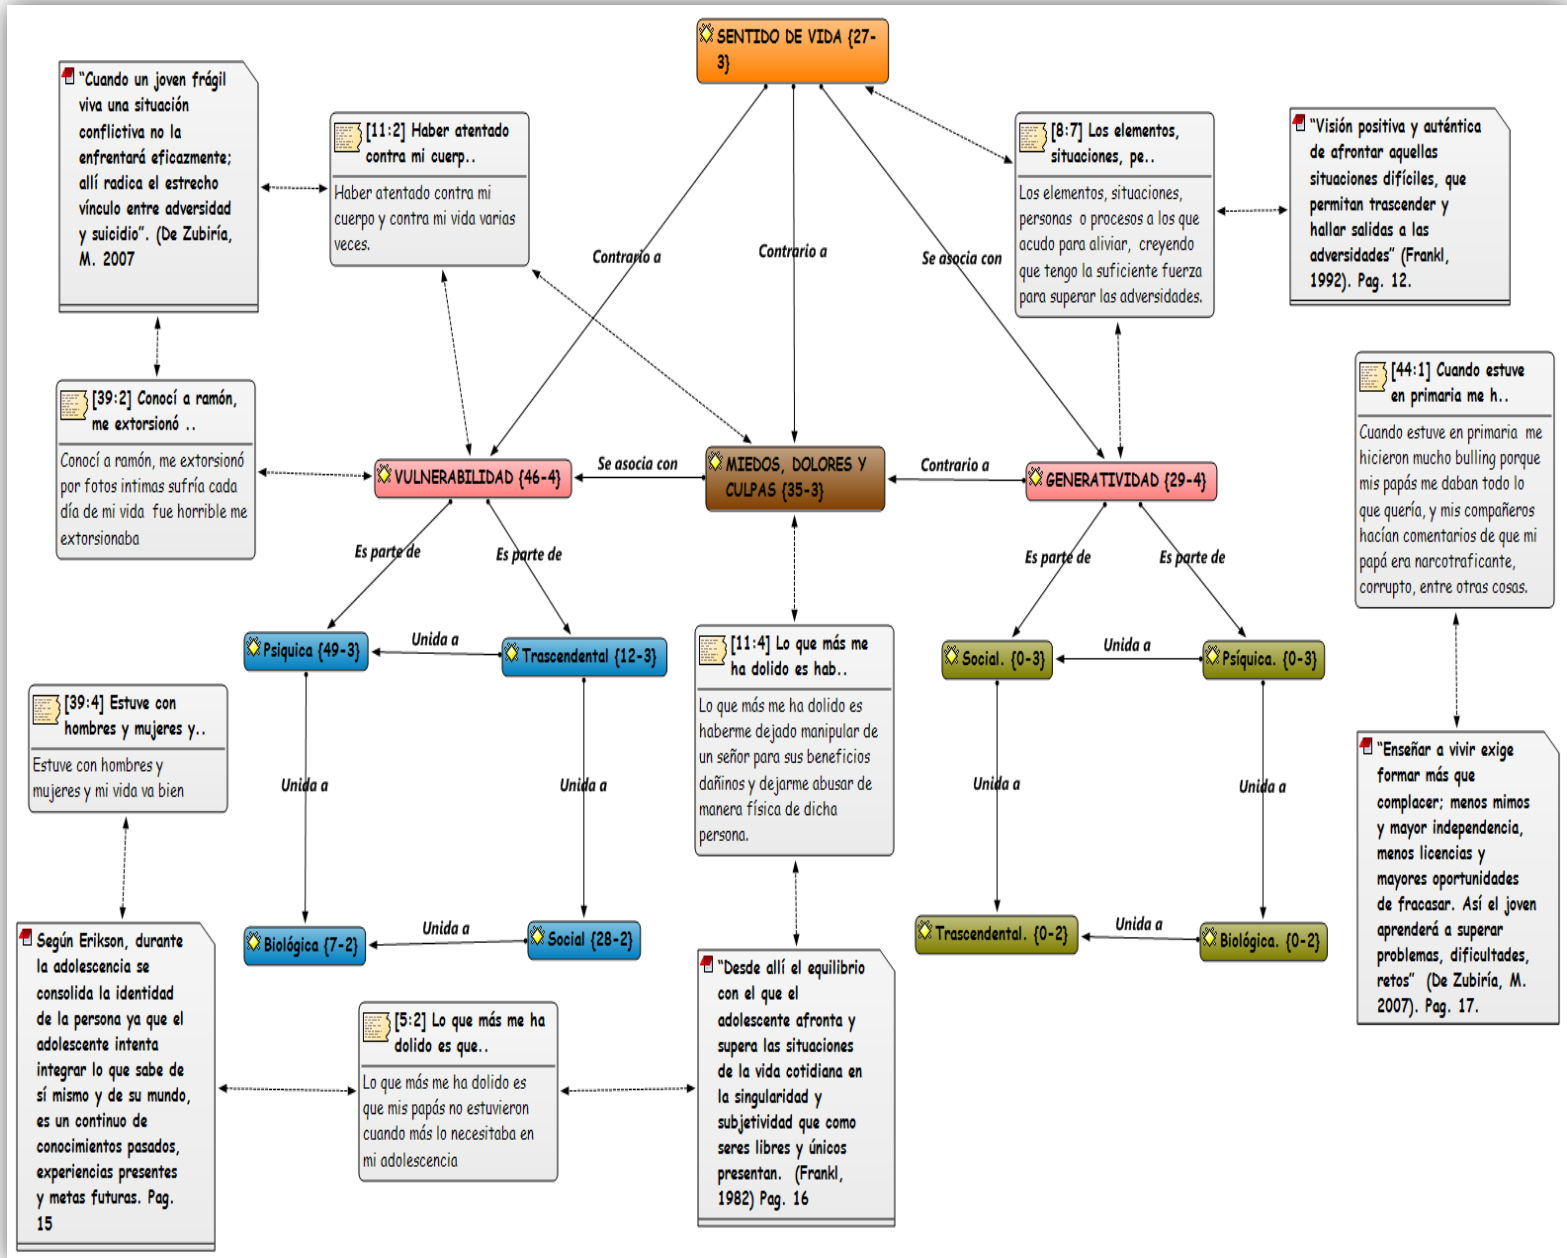 SENTIDO DE VIDA {27-
3}
"Cuando un joven frágil
viva una situación
conflictiva no la
enfrentará eficazmente;
allí radica el estrecho
vínculo entre adversidad
y suicidio". (De Zubiría,
M. 2007
[11:2] Haber atentado
contra mi cuerp..
Haber atentado contra mi
cuerpo y contra mi vida varias
veces.
[8:7] Los elementos,
situaciones, pe..
Los elementos, situaciones,
personas o procesos a los que
acudo para aliviar, creyendo
que tengo la suficiente fuerza
para superar las adversidades.
"Visión positiva y auténtica
de afrontar aquellas
situaciones difíciles, que
permitan trascender y
hallar salidas a las
adversidades" (Frankl,
1992). Pag. 12.
Contrario a
Contrario a
Se asocia con
[39:2] Conocí a ramón,
me extorsionó ..
Conocí a ramón, me extorsionó
por fotos intimas sufría cada
día de mi vida fue horrible me
extorsionaba
VULNERABILIDAD {46-4}
Se asocia con
MIEDOS, DOLORES Y
CULPAS {35-3}
Contrario a
GENERATIVIDAD {29-4}
[44:1] Cuando estuve
en primaria me h..
Cuando estuve en primaria me
hicieron mucho bulling porque
mis papás me daban todo lo
que quería, y mis compañeros
hacían comentarios de que mi
papá era narcotraficante,
corrupto, entre otras cosas.
Es parte de
Es parte de
Es parte de
Es parte de
Psiquica {49-3}
Unida a
Trascendental {12-3}
[11:4] Lo que más me
ha dolido es hab..
Lo que más me ha dolido es
haberme dejado manipular de
un señor para sus beneficios
dañinos y dejarme abusar de
manera física de dicha
persona.
Social. {0-3}
Unida a
Psíquica. {0-3}
[39:4] Estuve con
hombres y mujeres y..
Estuve con hombres y
mujeres y mi vida va bien
Unida a
Unida a
Unida a
Unida a
"Enseñar a vivir exige
formar más que
complacer; menos mimos
y mayor independencia,
menos licencias y
mayores oportunidades
de fracasar. Así el joven
aprenderá a superar
problemas, dificultades,
retos" (De Zubiría, M.
2007). Pag. 17.
Biológica {7-2}
Unida a
Social {28-2}
Trascendental. {0-2}
Unida a
Biológica. {0-2}
Según Erikson, durante
la adolescencia se
consolida la identidad
de la persona ya que el
adolescente intenta
integrar lo que sabe de
sí mismo y de su mundo,
es un continuo de
conocimientos pasados,
experiencias presentes
y metas futuras. Pag.
15
[5:2] Lo que más me ha
dolido es que..
Lo que más me ha dolido es
que mis papás no estuvieron
cuando más lo necesitaba en
mi adolescencia
"Desde allí el equilibrio
con el que el
adolescente afronta y
supera las situaciones
de la vida cotidiana en
la singularidad y
subjetividad que como
seres libres y únicos
presentan. (Frankl,
1982) Pag. 16